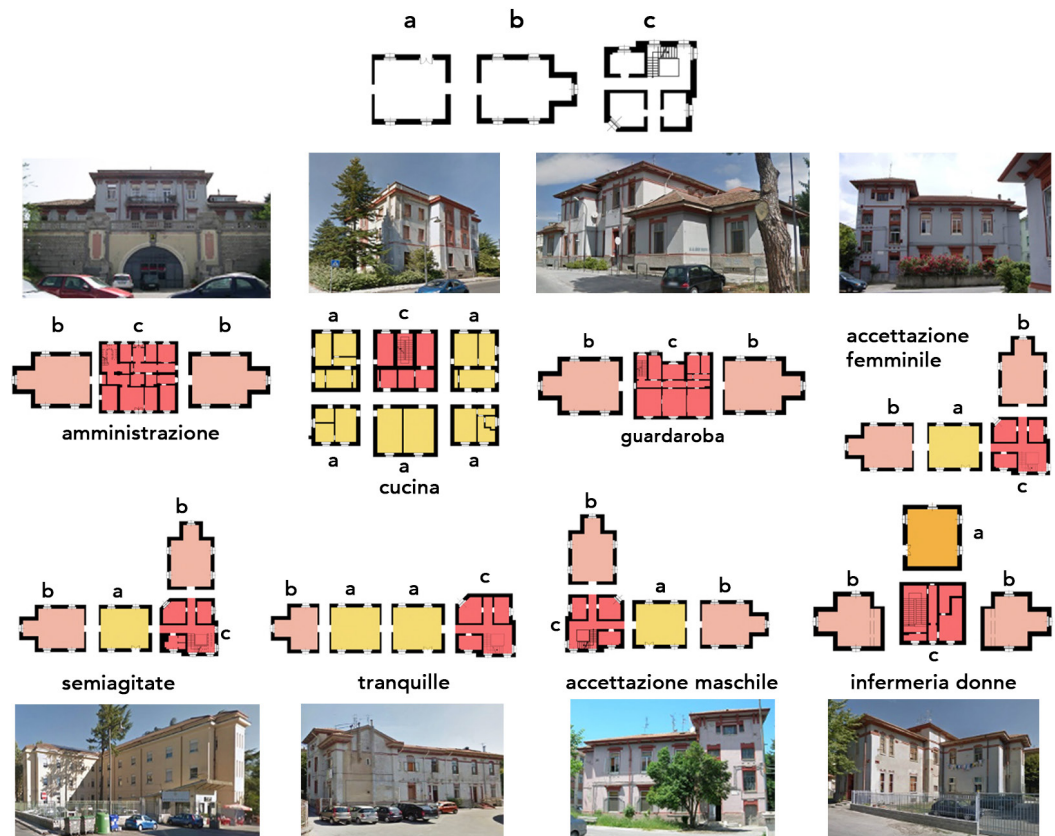 a
b
c
b
c
b
amministrazione
a
c
a
a
a
a
cucina
b
c
b
guardaroba
accettazione
femminile
b
b
a
c
b
b
a
c
semiagitate
b
a
a
c
tranquille
b
a
b
c
accettazione maschile
a
b
b
c
infermeria donne